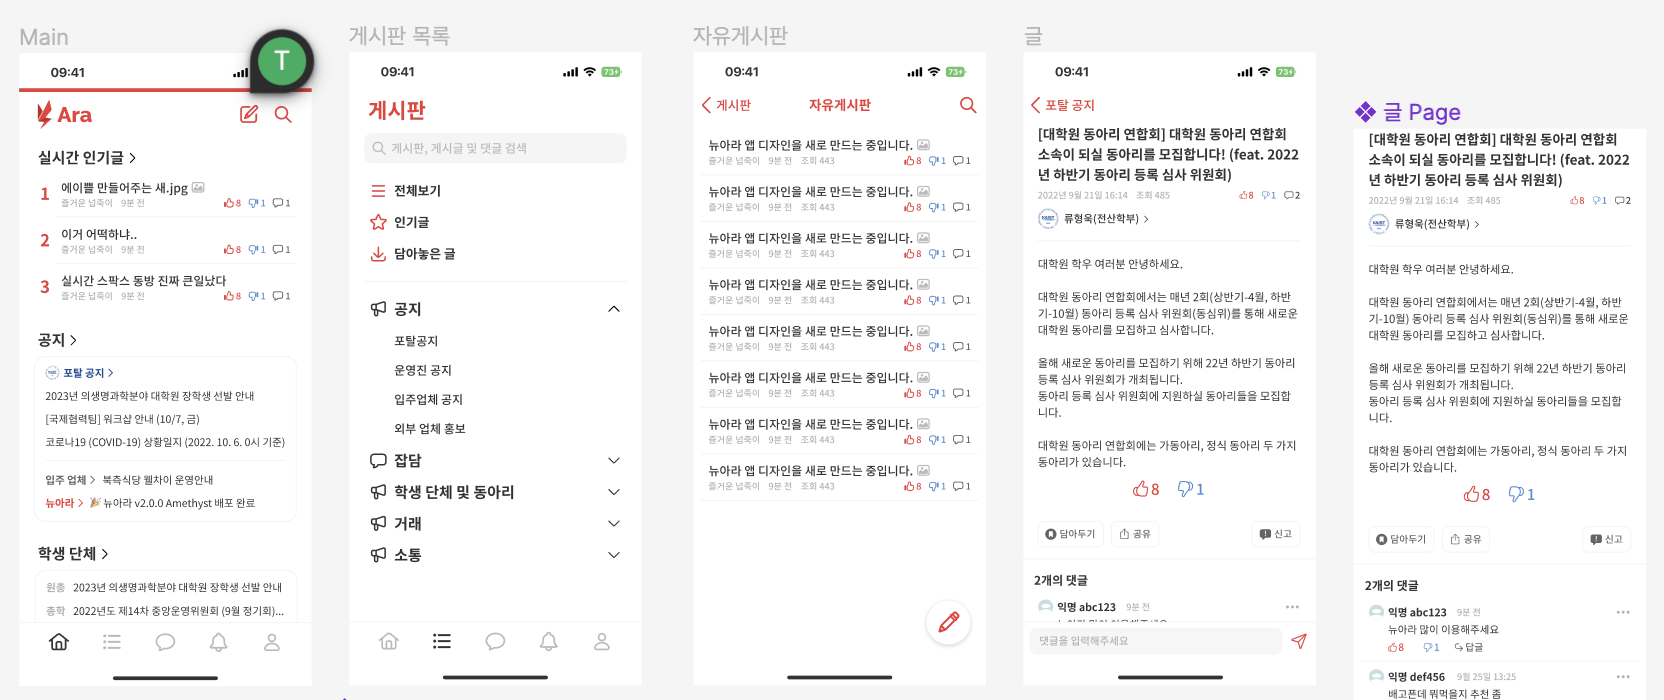 Main
T
09:41
Ara
실시간 인기글
1
에이쁠 만들어주는 새.jpg
즐거운 넙죽이 9분 전
8 1 1
2
이거 어떡하냐..
즐거운 넙죽이 9분 전
8 1 1
3
실시간 스팍스 동방 진짜 큰일났다
즐거운 넙죽이 9분 전
8 1 1
공지
포탈 공지
2023년 의생명과학분야 대학원 장학생 선발 안내
[국제협력팀] 워크샵 안내 (10/7, 금)
코로나19 (COVID-19) 상황일지 (2022. 10. 6. 0시 기준)
입주 업체 북측식당 웰차이 운영안내
뉴아라 🎉 뉴아라 v2.0.0 Amethyst 배포 완료
학생 단체
원총 2023년 의생명과학분야 대학원 장학생 선발 안내
총학 2022년도 제14차 중앙운영위원회 (9월 정기회)...
게시판 목록
09:41
73
게시판
게시판, 게시글 및 댓글 검색
전체보기
인기글
담아놓은 글
공지
포탈공지
운영진 공지
입주업체 공지
외부 업체 홍보
잡담
학생 단체 및 동아리
거래
소통
자유게시판
09:41
73
게시판
자유게시판
뉴아라 앱 디자인을 새로 만드는 중입니다.
즐거운 넙죽이 9분 전 조회 443
8 1 1
뉴아라 앱 디자인을 새로 만드는 중입니다.
즐거운 넙죽이 9분 전 조회 443
8 1 1
뉴아라 앱 디자인을 새로 만드는 중입니다.
즐거운 넙죽이 9분 전 조회 443
8 1 1
뉴아라 앱 디자인을 새로 만드는 중입니다.
즐거운 넙죽이 9분 전 조회 443
8 1 1
뉴아라 앱 디자인을 새로 만드는 중입니다.
즐거운 넙죽이 9분 전 조회 443
8 1 1
뉴아라 앱 디자인을 새로 만드는 중입니다.
즐거운 넙죽이 9분 전 조회 443
8 1 1
뉴아라 앱 디자인을 새로 만드는 중입니다.
즐거운 넙죽이 9분 전 조회 443
8 1 1
뉴아라 앱 디자인을 새로 만드는 중입니다.
즐거운 넙죽이 9분 전 조회 443
8 1 1
글
09:41
73
포탈 공지
[대학원 동아리 연합회] 대학원 동아리 연합회
소속이 되실 동아리를 모집합니다! (feat. 2022
년 하반기 동아리 등록 심사 위원회)
2022년 9월 21일 16:14 조회 485
8 1 2
류형욱(전산학부)
대학원 학우 여러분 안녕하세요.
대학원 동아리 연합회에서는 매년 2회(상반기-4월, 하반
기-10월) 동아리 등록 심사 위원회(동심위)를 통해 새로운
대학원 동아리를 모집하고 심사합니다.
올해 새로운 동아리를 모집하기 위해 22년 하반기 동아리
등록 심사 위원회가 개최됩니다.
동아리 등록 심사 위원회에 지원하실 동아리들을 모집합
니다.
대학원 동아리 연합회에는 가동아리, 정식 동아리 두 가지
동아리가 있습니다.
8 1
담아두기 공유 신고
2개의 댓글
익명 abc123 9분 전
댓글을 입력해주세요
글 Page
[대학원 동아리 연합회] 대학원 동아리 연합회
소속이 되실 동아리를 모집합니다! (feat. 2022
년 하반기 동아리 등록 심사 위원회)
2022년 9월 21일 16:14 조회 485
8 1 2
류형욱(전산학부)
대학원 학우 여러분 안녕하세요.
대학원 동아리 연합회에서는 매년 2회(상반기-4월, 하반
기-10월) 동아리 등록 심사 위원회(동심위)를 통해 새로운
대학원 동아리를 모집하고 심사합니다.
올해 새로운 동아리를 모집하기 위해 22년 하반기 동아리
등록 심사 위원회가 개최됩니다.
동아리 등록 심사 위원회에 지원하실 동아리들을 모집합
니다.
대학원 동아리 연합회에는 가동아리, 정식 동아리 두 가지
동아리가 있습니다.
8 1
담아두기 공유 신고
2개의 댓글
익명 abc123 9분 전
뉴아라 많이 이용해주세요
8 1 답글
익명 def456 9월 25일 13:25
배고픈데 뭐먹을지 추천 좀